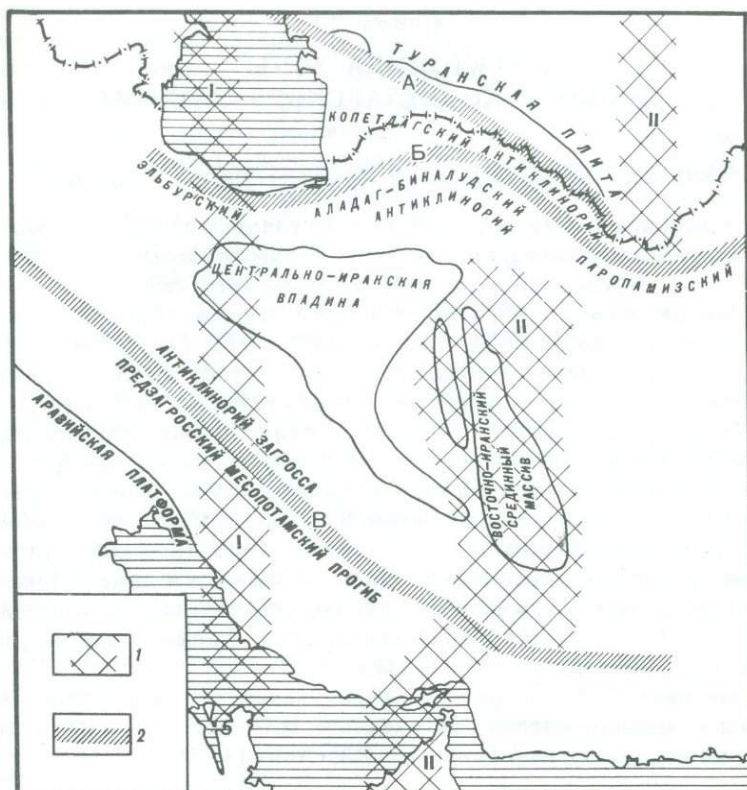 ТУРАНСКАЯ ПЛИТА
I
А
II
КОПЕТДАГСКИЙ АНТИКЛИНОРИЙ
Б
ЭЛЬБУРСКИЙ
АЛАДАГ-БИНАЛУДСКИЙ
АНТИКЛИНОРИЙ
ПАРОПАМИЗСКИЙ
ЦЕНТРАЛЬНО-ИРАНСКАЯ
ВПАДИНА
II
АНТИКЛИНОРИЙ ЗАГРОССА
ПРЕДЗАГРОССКИЙ МЕСОПОТАМСКИЙ ПРОГИБ
АРАВИЙСКАЯ ПЛАТФОРМА
ВОСТОЧНО-ИРАНСКИЙ
СРЕДИННЫЙ
МАССИВ
В
I
1
2
II